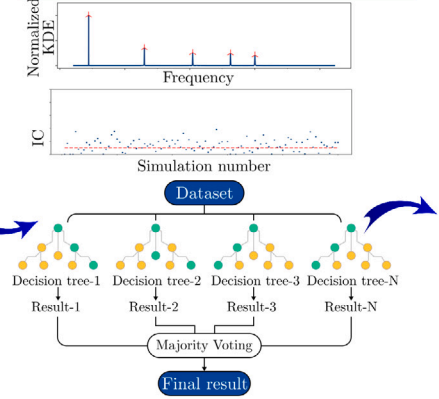 Normalized
KDE
Frequency
IC
Simulation number
Dataset
Decision tree-1 Decision tree-2 Decision tree-3 Decision tree-N
Result-1 Result-2 Result-3 Result-N
Majority Voting
Final result